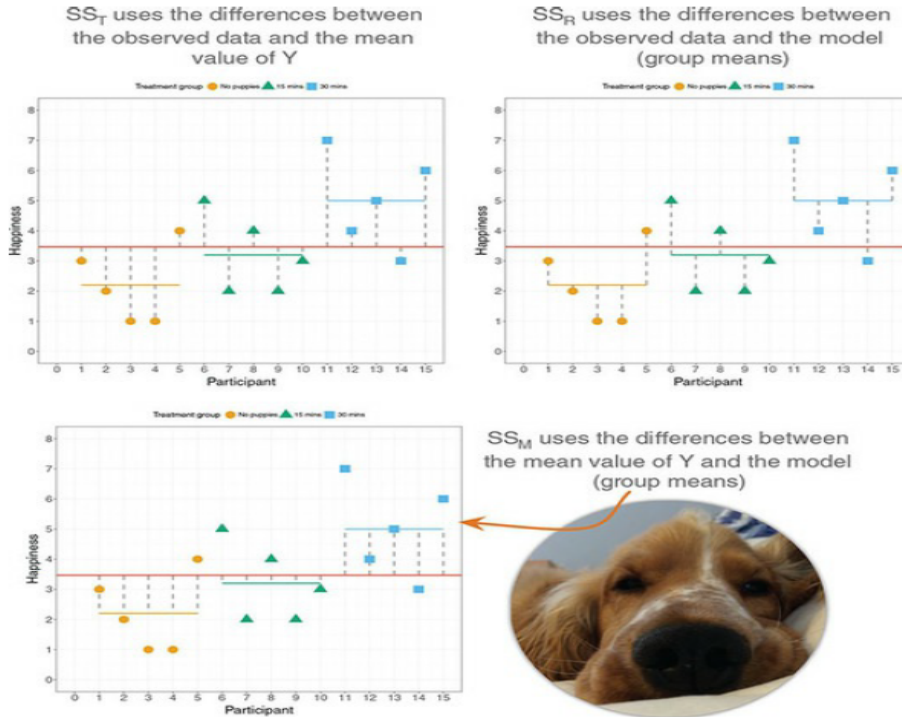 SS_T uses the differences between
the observed data and the mean
value of Y
Treatment group No puppies 15 mins 30 mins
Happiness
8
7
6
5
4
3
2
1
0
0 1 2 3 4 5 6 7 8 9 10 11 12 13 14 15
Participant
SS_R uses the differences between
the observed data and the model
(group means)
Treatment group No puppies 15 mins 30 mins
Happiness
8
7
6
5
4
3
2
1
0
0 1 2 3 4 5 6 7 8 9 10 11 12 13 14 15
Participant
Treatment group No puppies 15 mins 30 mins
Happiness
8
7
6
5
4
3
2
1
0
0 1 2 3 4 5 6 7 8 9 10 11 12 13 14 15
Participant
SS_M uses the differences between
the mean value of Y and the model
(group means)